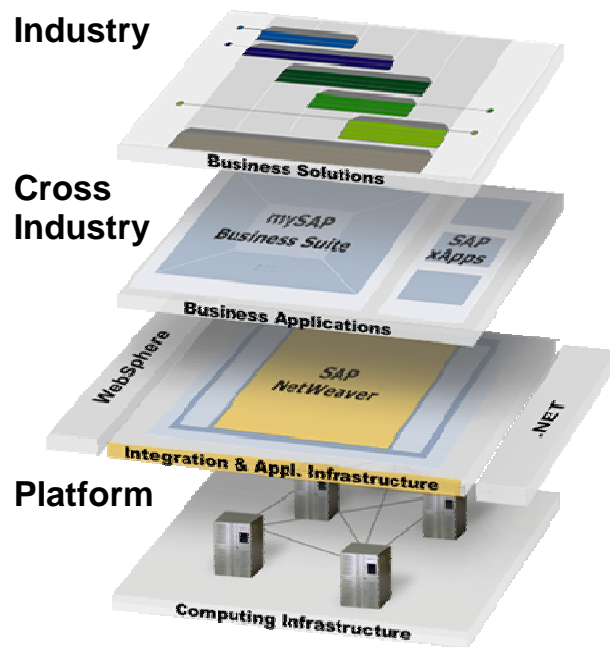 Industry
Business Solutions
Cross
Industry
mySAP
Business Suite
SAP
xApps
Business Applications
WebSphere
SAP
NetWeaver
.NET
Integration & Appl. Infrastructure
Platform
Computing Infrastructure